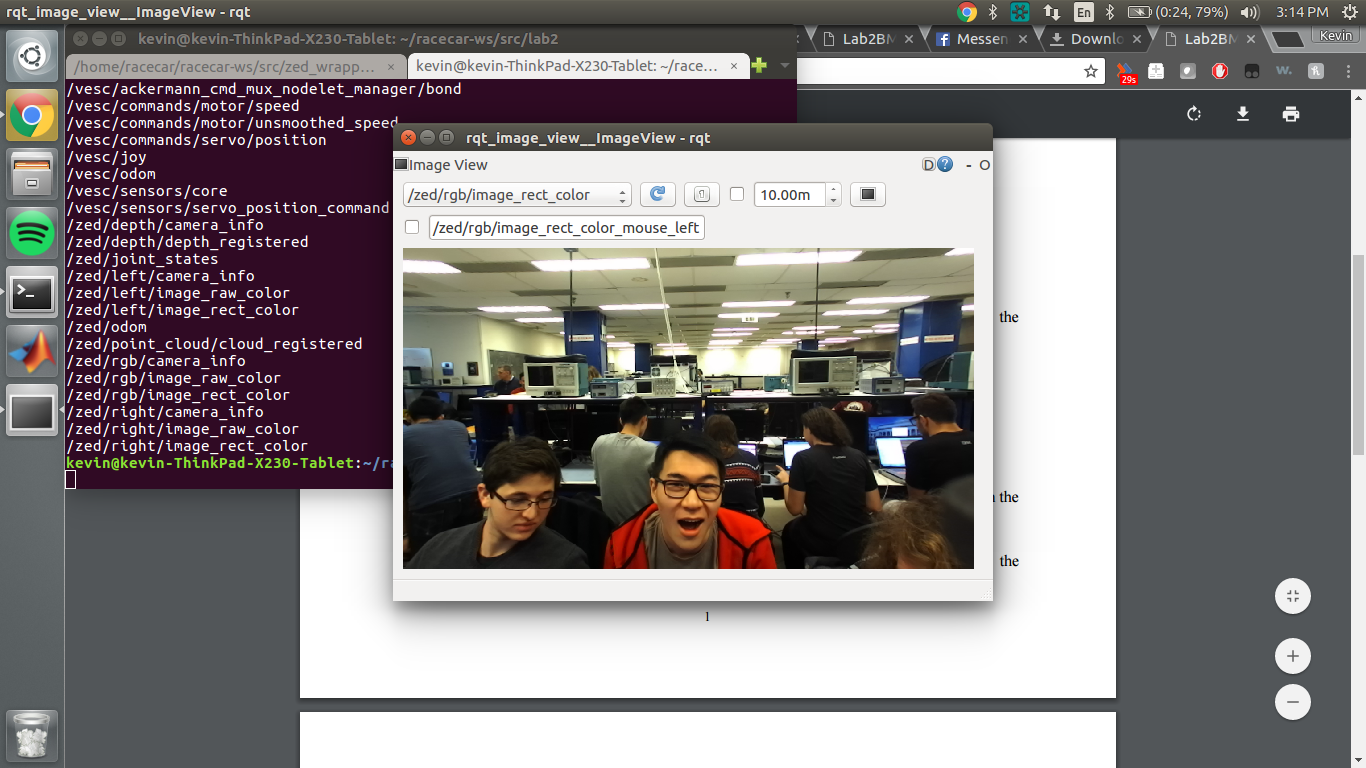 rqt_image_view__ImageView - rqt
En
(0:24, 79%)
3:14 PM
Kevin
kevin@kevin-ThinkPad-X230-Tablet: ~/racecar-ws/src/lab2
Lab2BM
Messen
Downlo
Lab2BM
/home/racecar/racecar-ws/src/zed_wrapp...
kevin@kevin-ThinkPad-X230-Tablet: ~/race...
29s
w.
/vesc/ackermann_cmd_mux_nodelet_manager/bond
/vesc/commands/motor/speed
/vesc/commands/motor/unsmoothed_speed
/vesc/commands/servo/position
/vesc/joy
/vesc/odom
/vesc/sensors/core
/vesc/sensors/servo_position_command
/zed/depth/camera_info
/zed/depth/depth_registered
/zed/joint_states
/zed/left/camera_info
/zed/left/image_raw_color
/zed/left/image_rect_color
/zed/odom
/zed/point_cloud/cloud_registered
/zed/rgb/camera_info
/zed/rgb/image_raw_color
/zed/rgb/image_rect_color
/zed/right/camera_info
/zed/right/image_raw_color
/zed/right/image_rect_color
kevin@kevin-ThinkPad-X230-Tablet:~/ra
rqt_image_view__ImageView - rqt
Image View
D
- O
/zed/rgb/image_rect_color
10.00m
/zed/rgb/image_rect_color_mouse_left
the
the
the
1